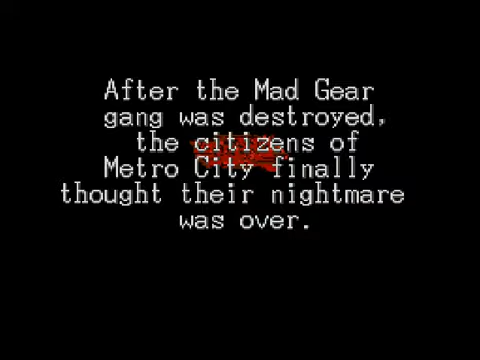 After the Mad Gear
gang was destroyed,
the citizens of
Metro City finally
thought their nightmare
was over.